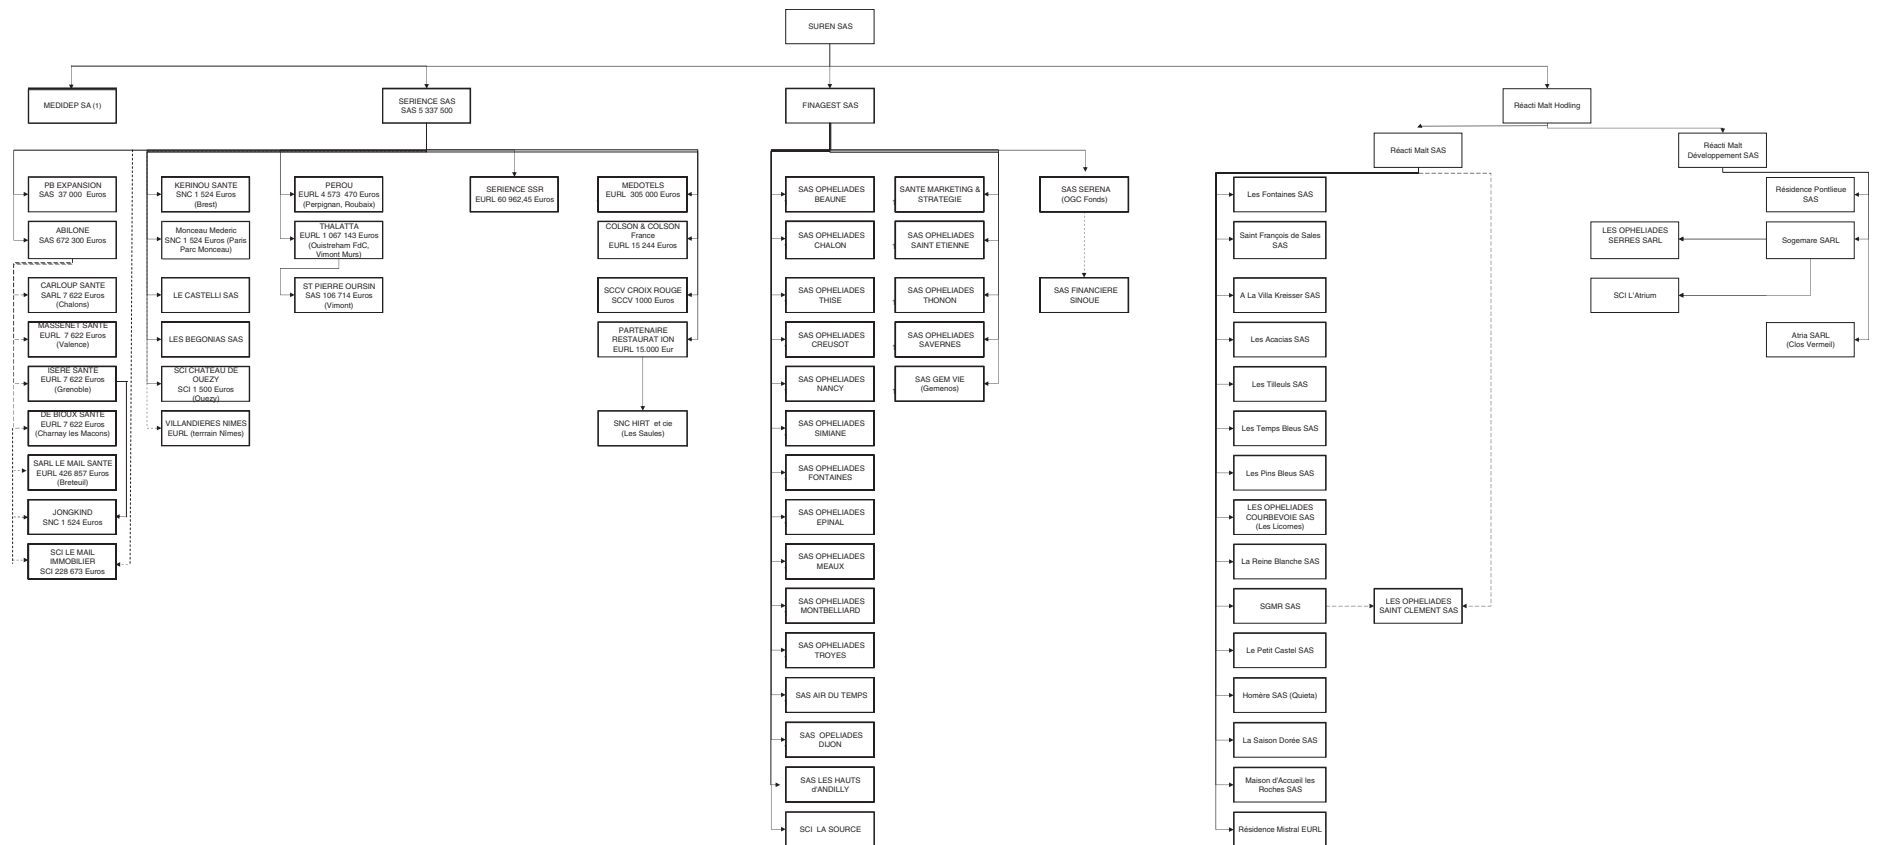 SUREN SAS
MEDIDEP SA (1)
SERIENCE SAS
SAS 5 337 500
FINAGEST SAS
Réacti Malt Hodling
Réacti Malt SAS
Réacti Malt
Développement SAS
PB EXPANSION
SAS 37 000 Euros
ABILONE
SAS 672 300 Euros
CARLOUP SANTE
SARL 7 622 Euros
(Chalons)
MASSENET SANTE
EURL 7 622 Euros
(Valence)
ISERE SANTE
EURL 7 622 Euros
(Grenoble)
DE BIOUX SANTE
EURL 7 622 Euros
(Charnay les Macons)
SARL LE MAIL SANTE
EURL 426 857 Euros
(Breteuil)
JONGKIND
SNC 1 524 Euros
SCI LE MAIL
IMMOBILIER
SCI 228 673 Euros
KERINOU SANTE
SNC 1 524 Euros
(Brest)
Monceau Mederic
SNC 1 524 Euros (Paris
Parc Monceau)
LE CASTELLI SAS
LES BEGONIAS SAS
SCI CHATEAU DE
OUEZY
SCI 1 500 Euros
(Ouezy)
VILLANDIERES NIMES
EURL (terrrain Nîmes)
PEROU
EURL 4 573 470 Euros
(Perpignan, Roubaix)
THALATTA
EURL 1 067 143 Euros
(Ouistreham FdC,
Vimont Murs)
ST PIERRE OURSIN
SAS 106 714 Euros
(Vimont)
SERIENCE SSR
EURL 60 962,45 Euros
MEDOTELS
EURL 305 000 Euros
COLSON & COLSON
France
EURL 15 244 Euros
SCCV CROIX ROUGE
SCCV 1000 Euros
PARTENAIRE
RESTAURAT ION
EURL 15.000 Eur
SNC HIRT et cie
(Les Saules)
SAS OPHELIADES
BEAUNE
SAS OPHELIADES
CHALON
SAS OPHELIADES
THISE
SAS OPHELIADES
CREUSOT
SAS OPHELIADES
NANCY
SAS OPHELIADES
SIMIANE
SAS OPHELIADES
FONTAINES
SAS OPHELIADES
EPINAL
SAS OPHELIADES
MEAUX
SAS OPHELIADES
MONTBELLIARD
SAS OPHELIADES
TROYES
SAS AIR DU TEMPS
SAS OPELIADES
DIJON
SAS LES HAUTS
d'ANDILLY
SCI LA SOURCE
SANTE MARKETING &
STRATEGIE
SAS OPHELIADES
SAINT ETIENNE
SAS OPHELIADES
THONON
SAS OPHELIADES
SAVERNES
SAS GEM VIE
(Gemenos)
SAS SERENA
(OGC Fonds)
SAS FINANCIERE
SINOUE
Les Fontaines SAS
Saint François de Sales
SAS
A La Villa Kreisser SAS
Les Acacias SAS
Les Tilleuls SAS
Les Temps Bleus SAS
Les Pins Bleus SAS
LES OPHELIADES
COURBEVOIE SAS
(Les Licornes)
La Reine Blanche SAS
SGMR SAS
Le Petit Castel SAS
Homère SAS (Quieta)
La Saison Dorée SAS
Maison d'Accueil les
Roches SAS
Résidence Mistral EURL
LES OPHELIADES
SAINT CLEMENT SAS
LES OPHELIADES
SERRES SARL
SCI L'Atrium
Résidence Pontlieue
SAS
Sogemare SARL
Atria SARL
(Clos Vermeil)